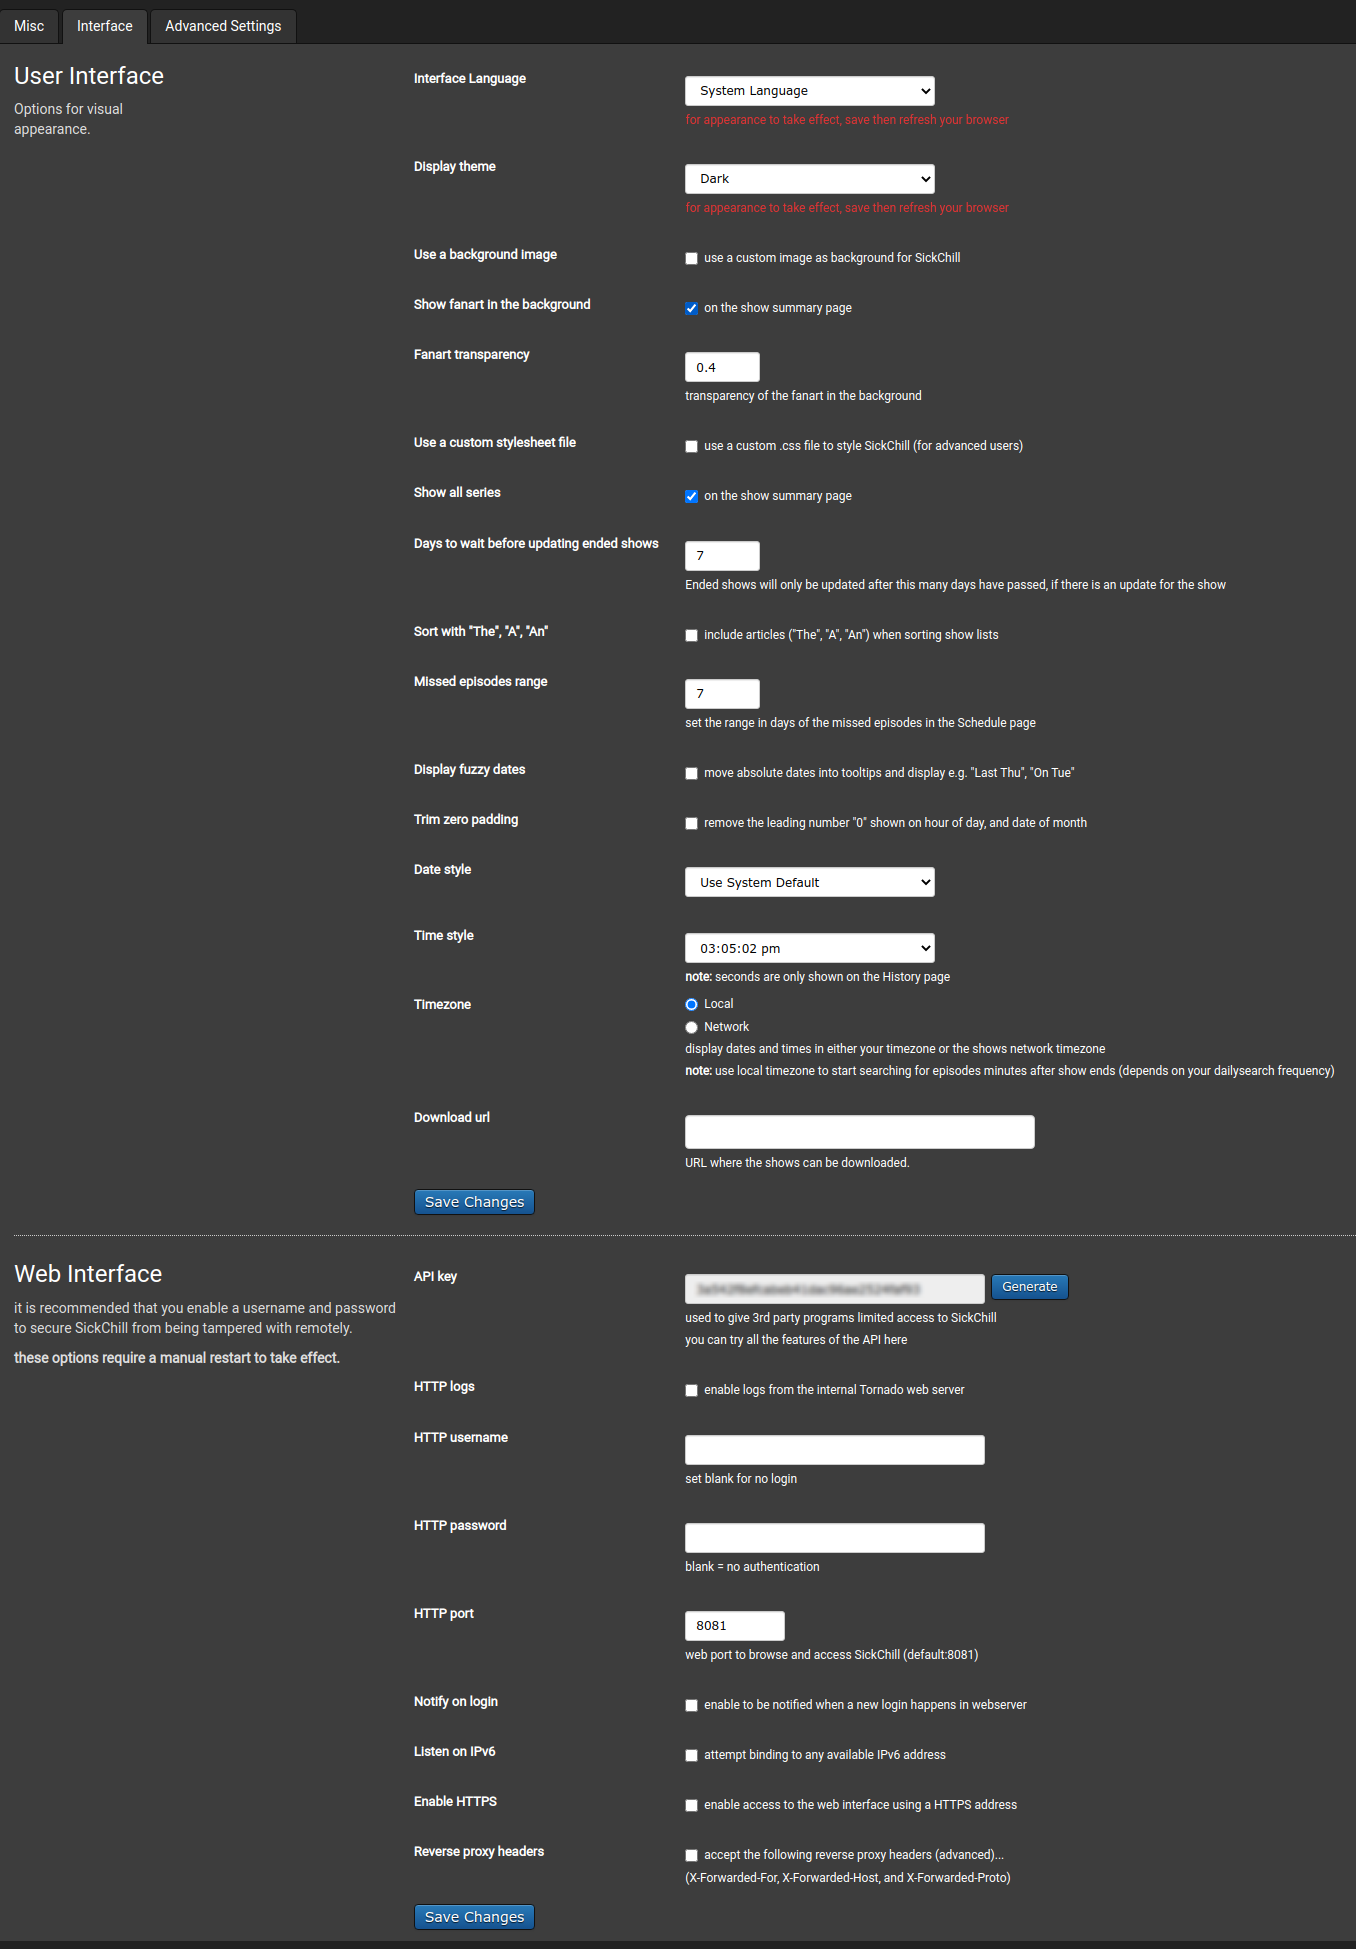 Misc
Interface
Advanced Settings
User Interface
Options for visual
appearance.
Interface Language
System Language
for appearance to take effect, save then refresh your browser
Display theme
Dark
for appearance to take effect, save then refresh your browser
Use a background image
use a custom image as background for SickChill
Show fanart in the background
on the show summary page
Fanart transparency
0.4
transparency of the fanart in the background
Use a custom stylesheet file
use a custom .css file to style SickChill (for advanced users)
Show all series
on the show summary page
Days to wait before updating ended shows
7
Ended shows will only be updated after this many days have passed, if there is an update for the show
Sort with "The", "A", "An"
include articles ("The", "A", "An") when sorting show lists
Missed episodes range
7
set the range in days of the missed episodes in the Schedule page
Display fuzzy dates
move absolute dates into tooltips and display e.g. "Last Thu", "On Tue"
Trim zero padding
remove the leading number "0" shown on hour of day, and date of month
Date style
Use System Default
Time style
03:05:02 pm
note: seconds are only shown on the History page
Timezone
Local
Network
display dates and times in either your timezone or the shows network timezone
note: use local timezone to start searching for episodes minutes after show ends (depends on your dailysearch frequency)
Download url
URL where the shows can be downloaded.
Save Changes
Web Interface
it is recommended that you enable a username and password
to secure SickChill from being tampered with remotely.
these options require a manual restart to take effect.
API key
Generate
used to give 3rd party programs limited access to SickChill
you can try all the features of the API here
HTTP logs
enable logs from the internal Tornado web server
HTTP username
set blank for no login
HTTP password
blank = no authentication
HTTP port
8081
web port to browse and access SickChill (default:8081)
Notify on login
enable to be notified when a new login happens in webserver
Listen on IPv6
attempt binding to any available IPv6 address
Enable HTTPS
enable access to the web interface using a HTTPS address
Reverse proxy headers
accept the following reverse proxy headers (advanced)...
(X-Forwarded-For, X-Forwarded-Host, and X-Forwarded-Proto)
Save Changes